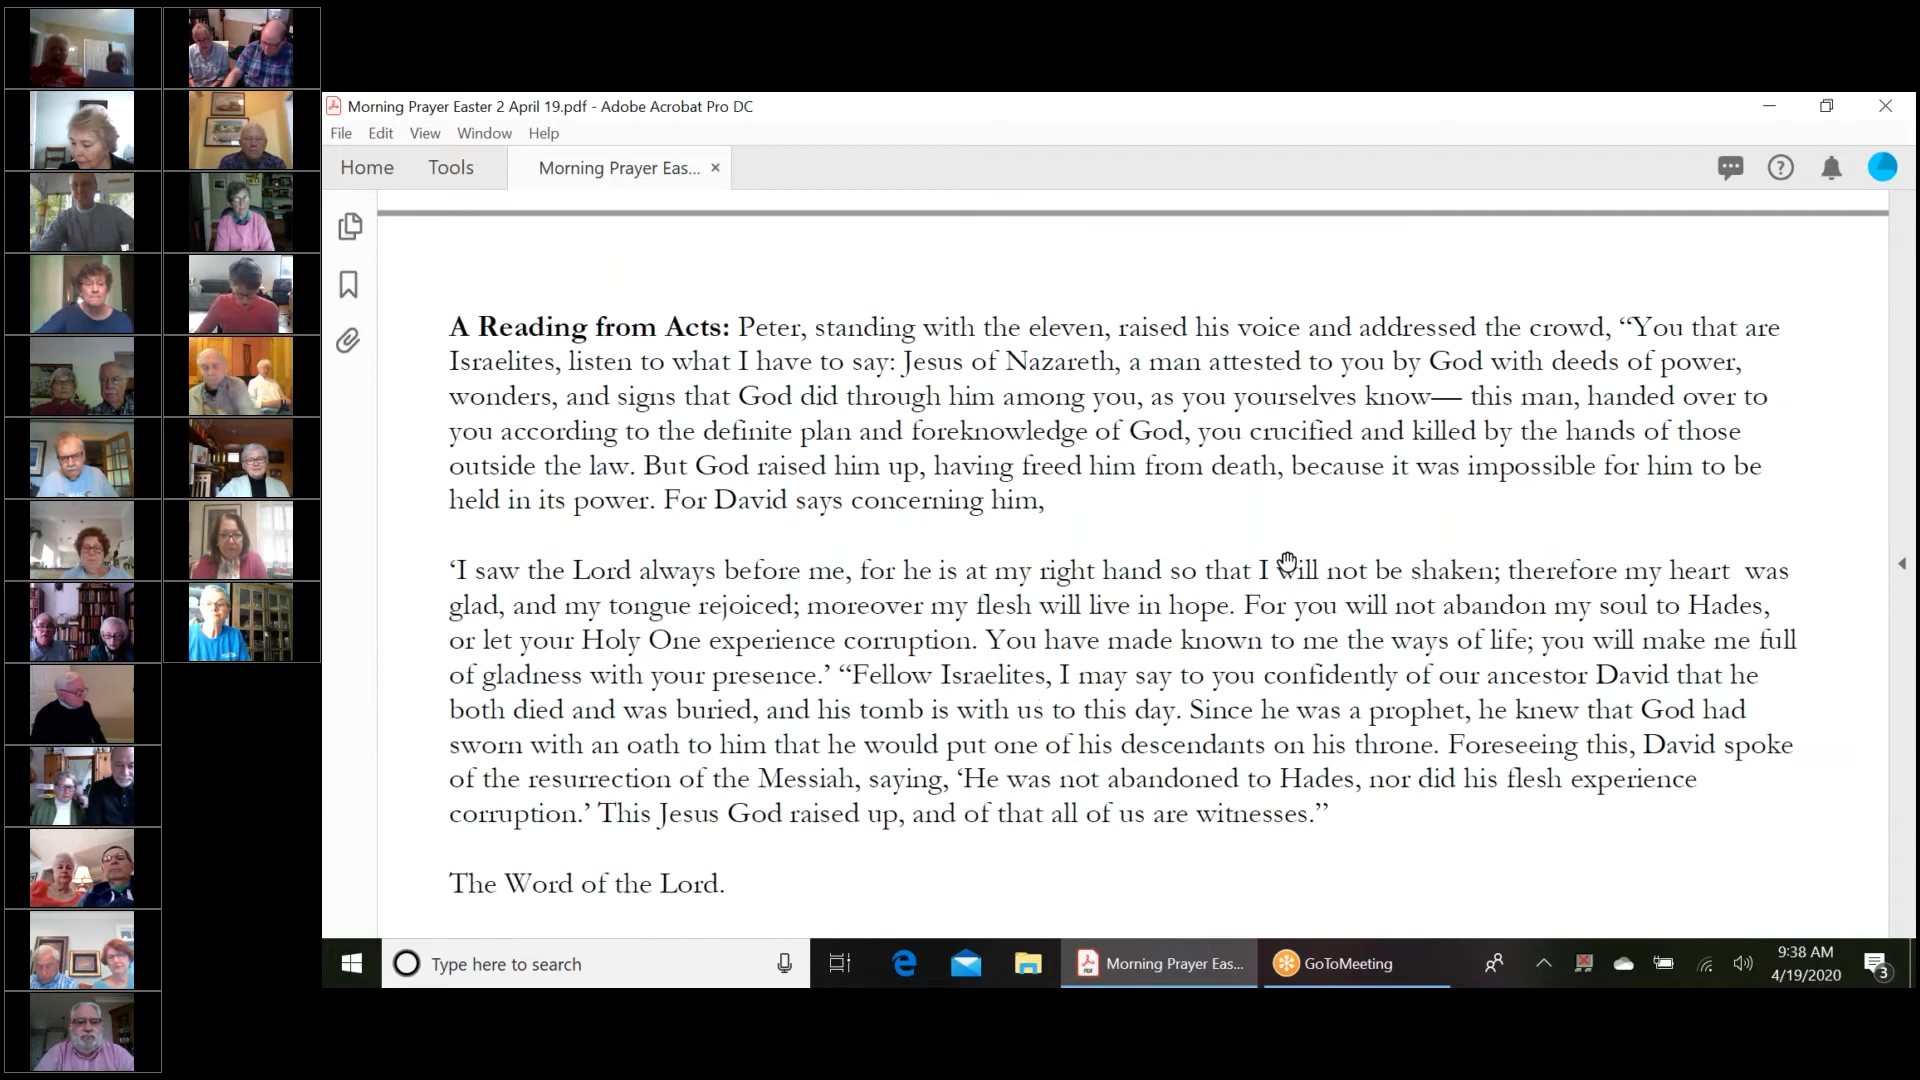 Morning Prayer Easter 2 April 19.pdf - Adobe Acrobat Pro DC
File Edit View Window Help
Home Tools Morning Prayer Eas... ×
A Reading from Acts: Peter, standing with the eleven, raised his voice and addressed the crowd, “You that are
Israelites, listen to what I have to say: Jesus of Nazareth, a man attested to you by God with deeds of power,
wonders, and signs that God did through him among you, as you yourselves know— this man, handed over to
you according to the definite plan and foreknowledge of God, you crucified and killed by the hands of those
outside the law. But God raised him up, having freed him from death, because it was impossible for him to be
held in its power. For David says concerning him,
‘I saw the Lord always before me, for he is at my right hand so that I will not be shaken; therefore my heart was
glad, and my tongue rejoiced; moreover my flesh will live in hope. For you will not abandon my soul to Hades,
or let your Holy One experience corruption. You have made known to me the ways of life; you will make me full
of gladness with your presence.’ “Fellow Israelites, I may say to you confidently of our ancestor David that he
both died and was buried, and his tomb is with us to this day. Since he was a prophet, he knew that God had
sworn with an oath to him that he would put one of his descendants on his throne. Foreseeing this, David spoke
of the resurrection of the Messiah, saying, ‘He was not abandoned to Hades, nor did his flesh experience
corruption.’ This Jesus God raised up, and of that all of us are witnesses.”
The Word of the Lord.
Type here to search
Morning Prayer Eas...
GoToMeeting
9:38 AM
4/19/2020
3